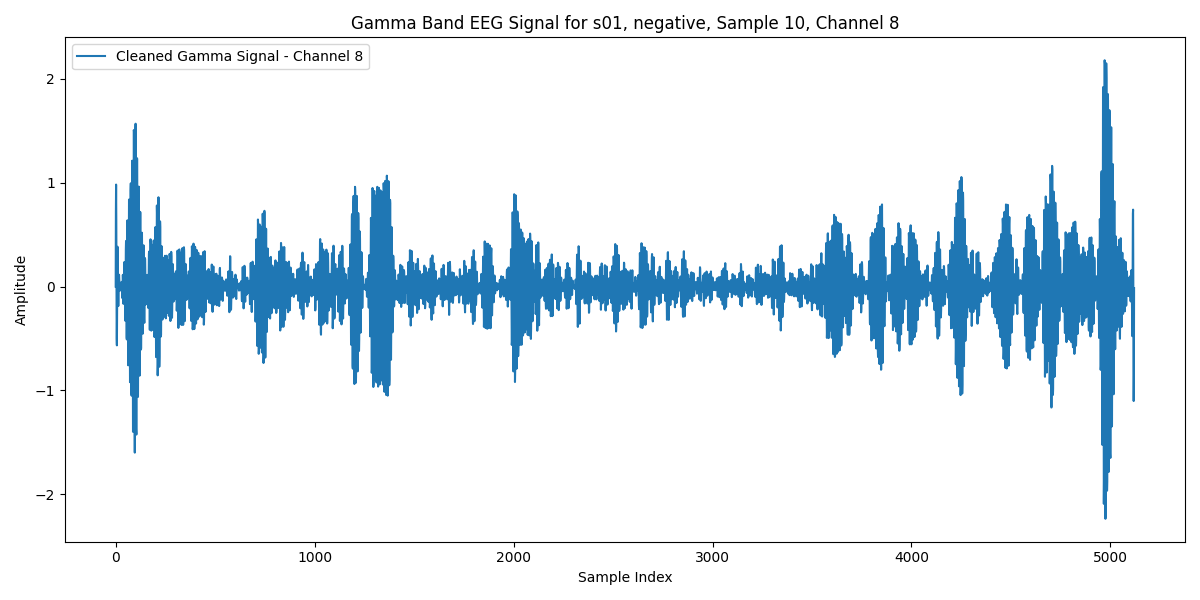 Gamma Band EEG Signal for s01, negative, Sample 10, Channel 8
Cleaned Gamma Signal - Channel 8
2
1
0
−1
−2
Amplitude
0 1000 2000 3000 4000 5000
Sample Index